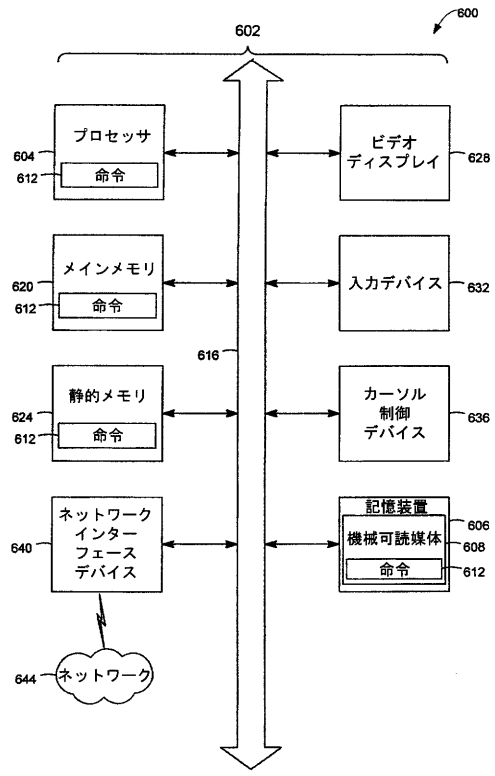 600
602
プロセッサ
604
612
命令
ビデオ
ディスプレイ
628
メインメモリ
620
612
命令
入力デバイス
632
616
静的メモリ
624
612
命令
カーソル
制御
デバイス
636
ネットワーク
インター
フェース
デバイス
640
記憶装置
606
機械可読媒体
608
命令
612
644
ネットワーク